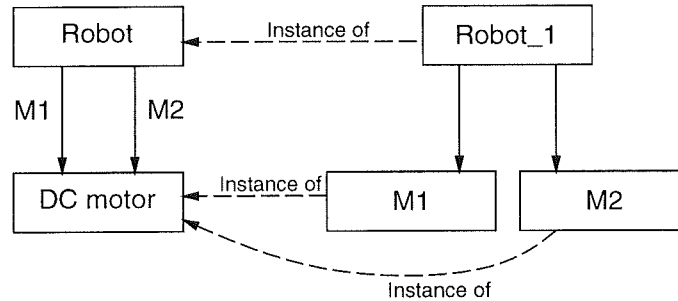 Robot
Instance of
Robot_1
M1
M2
DC motor
Instance of
M1
M2
Instance of